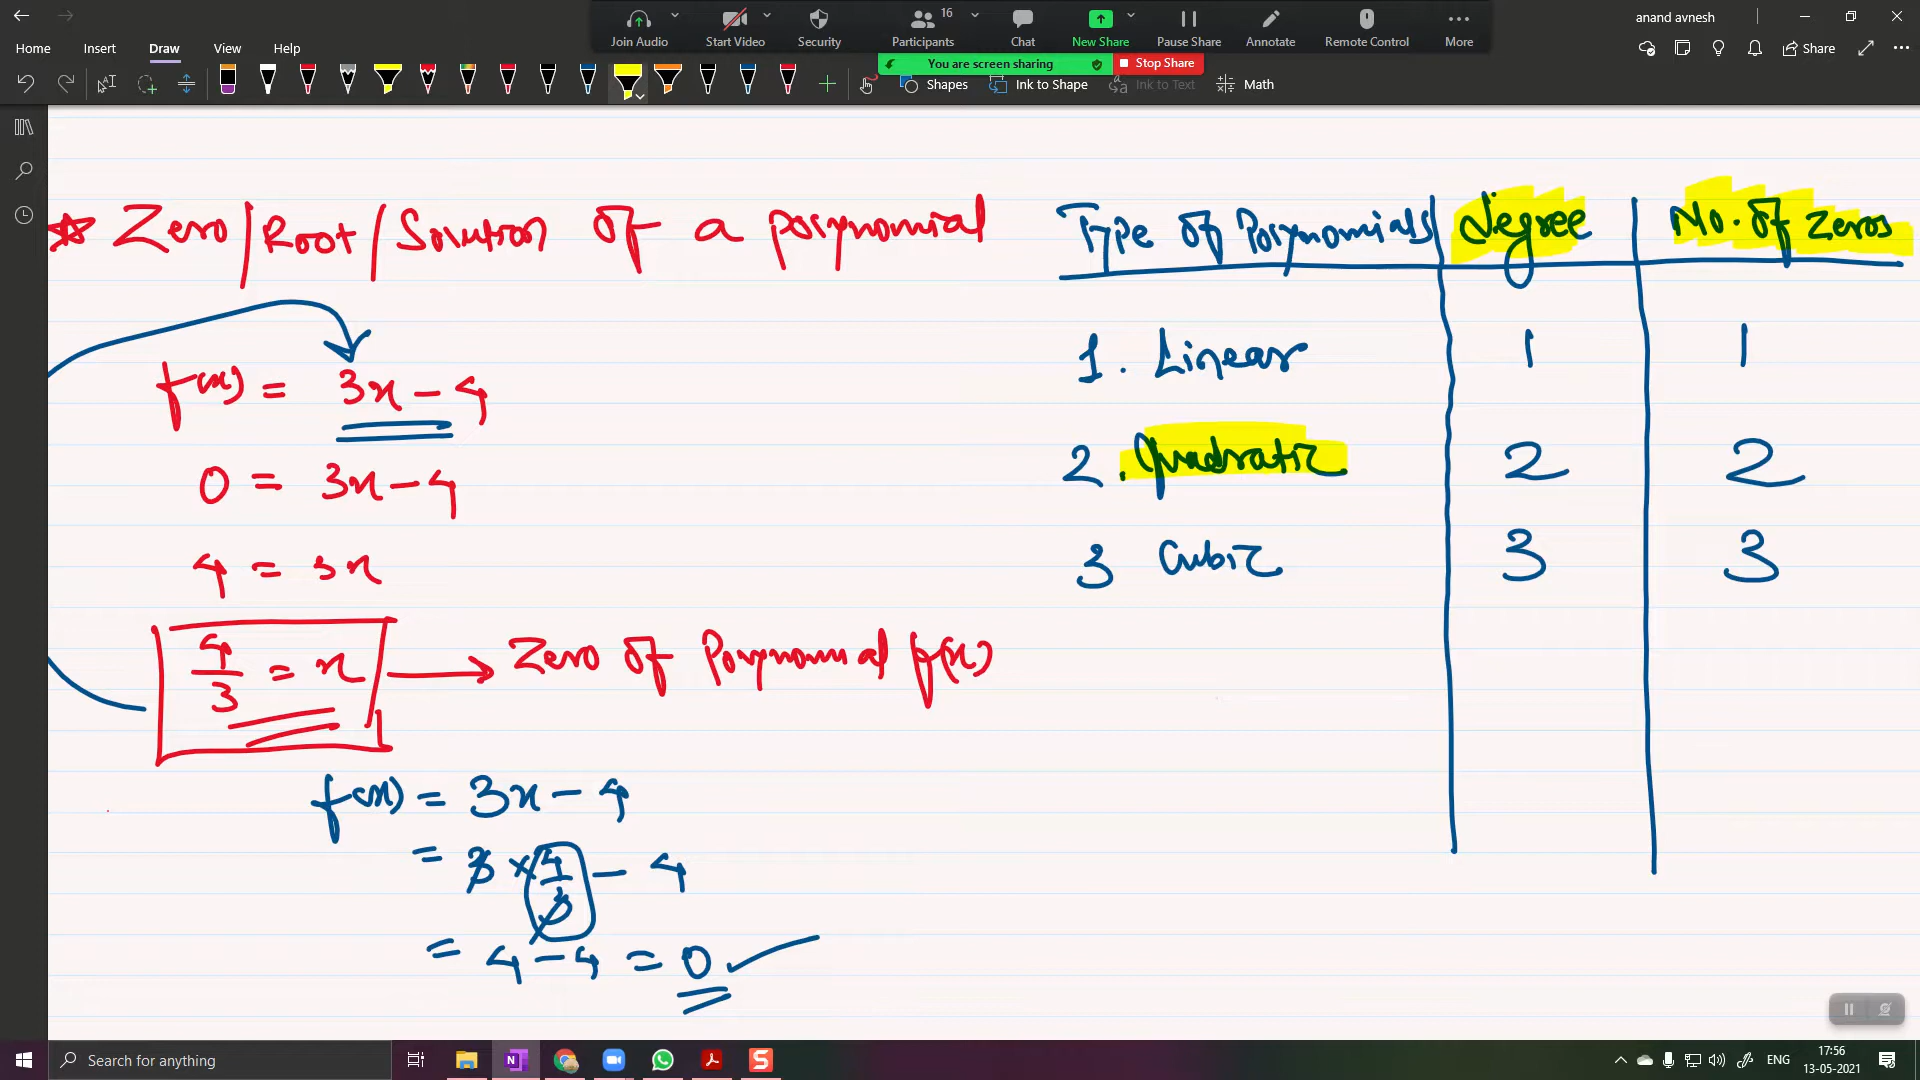 16
anand avnesh
Join Audio
Start Video
Security
Participants
Chat
New Share
Pause Share
Annotate
Remote Control
More
Home
Insert
Draw
View
Help
You are screen sharing
Stop Share
Share
Shapes
Ink to Shape
Ink to Text
Math
Zero/Root/Solution of a polynomial
f(x) = 3x - 4
0 = 3x - 4
4 = 3x
4/3 = x → Zero of Polynomial f(x)
f(x) = 3x - 4
= 3 × 4/3 - 4
= 4 - 4 = 0 ✓
Type of Polynomials Degree No. of Zeros
1. Linear 1 1
2. Quadratic 2 2
3 Cubic 3 3
Search for anything
ENG
17:56
13-05-2021